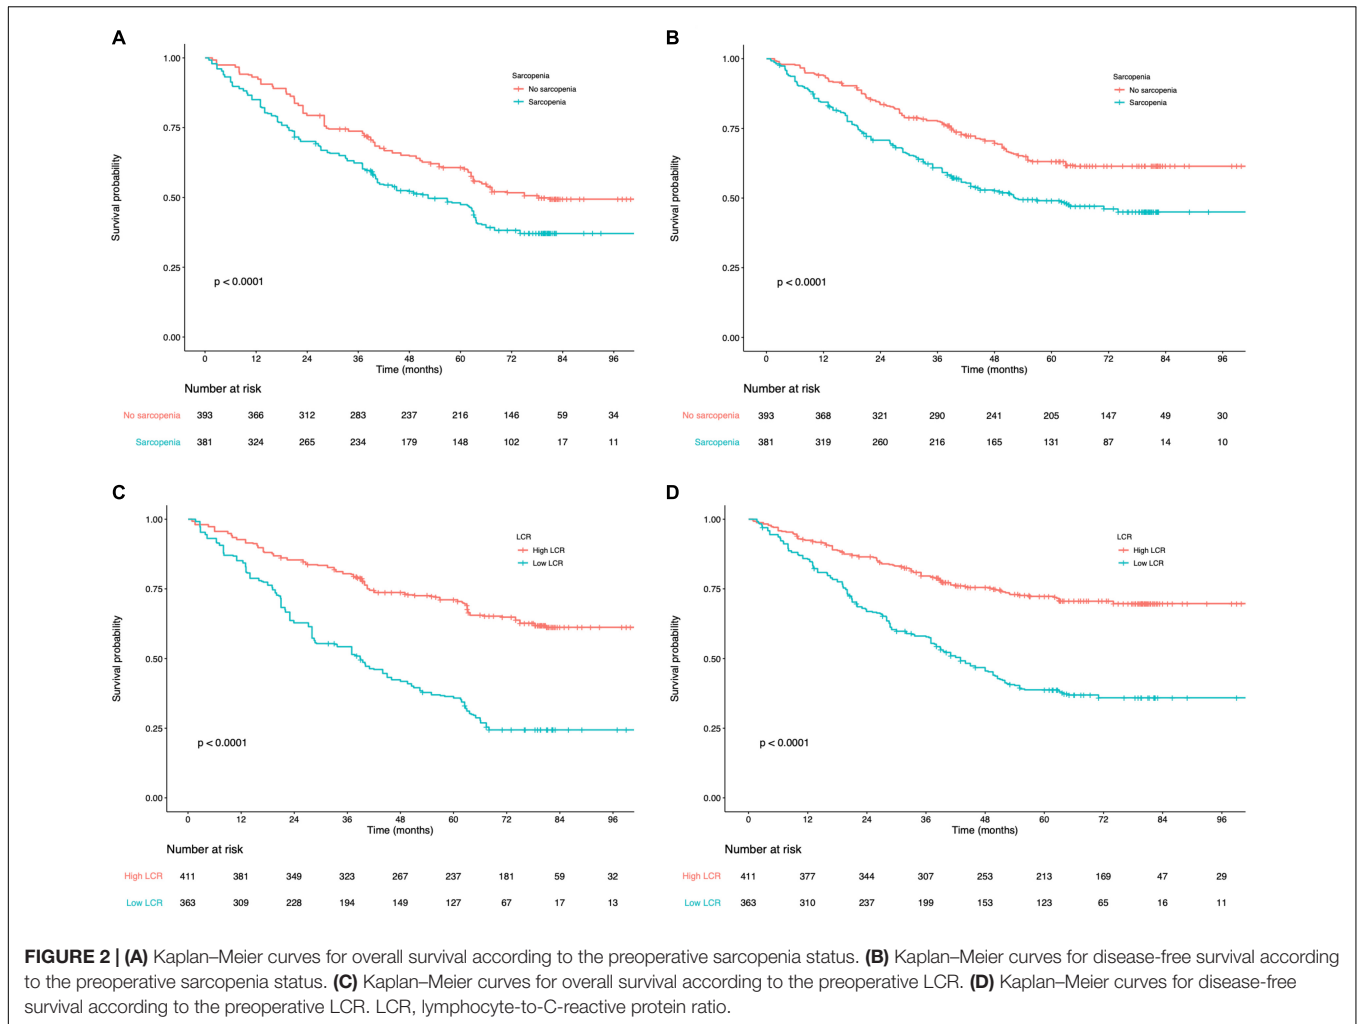 A
1.00
0.75
0.50
0.25
0.00
Survival probability
Sarcopenia
No sarcopenia
Sarcopenia
p < 0.0001
0 12 24 36 48 60 72 84 96
Time (months)
Number at risk
No sarcopenia 393 366 312 283 237 216 146 59 34
Sarcopenia 381 324 265 234 179 148 102 17 11
B
1.00
0.75
0.50
0.25
0.00
Survival probability
Sarcopenia
No sarcopenia
Sarcopenia
p < 0.0001
0 12 24 36 48 60 72 84 96
Time (months)
Number at risk
No sarcopenia 393 368 321 290 241 205 147 49 30
Sarcopenia 381 319 260 216 165 131 87 14 10
C
1.00
0.75
0.50
0.25
0.00
Survival probability
LCR
High LCR
Low LCR
p < 0.0001
0 12 24 36 48 60 72 84 96
Time (months)
Number at risk
High LCR 411 381 349 323 267 237 181 59 32
Low LCR 363 309 228 194 149 127 67 17 13
D
1.00
0.75
0.50
0.25
0.00
Survival probability
LCR
High LCR
Low LCR
p < 0.0001
0 12 24 36 48 60 72 84 96
Time (months)
Number at risk
High LCR 411 377 344 307 253 213 169 47 29
Low LCR 363 310 237 199 153 123 65 16 11
FIGURE 2 | (A) Kaplan–Meier curves for overall survival according to the preoperative sarcopenia status. (B) Kaplan–Meier curves for disease-free survival according
to the preoperative sarcopenia status. (C) Kaplan–Meier curves for overall survival according to the preoperative LCR. (D) Kaplan–Meier curves for disease-free
survival according to the preoperative LCR. LCR, lymphocyte-to-C-reactive protein ratio.